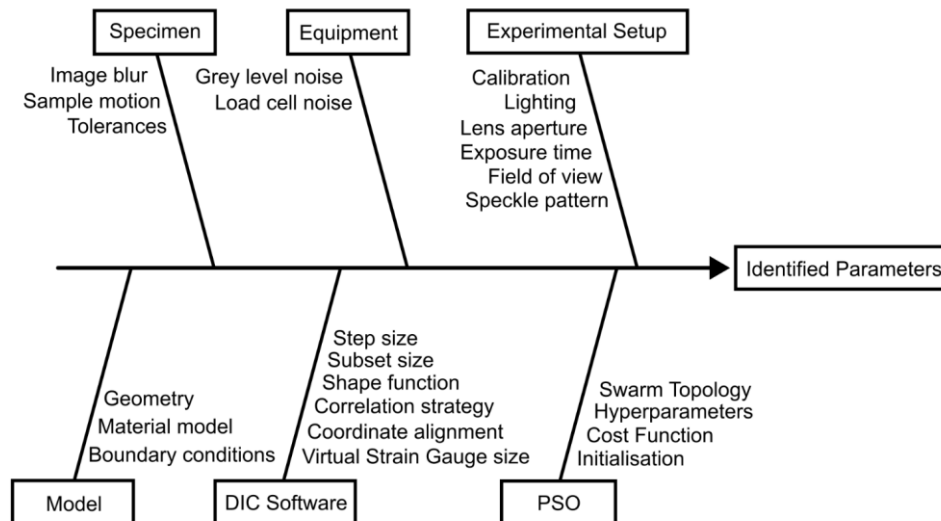 Specimen
Equipment
Experimental Setup
Image blur
Sample motion
Tolerances
Grey level noise
Load cell noise
Calibration
Lighting
Lens aperture
Exposure time
Field of view
Speckle pattern
Identified Parameters
Geometry
Material model
Boundary conditions
Step size
Subset size
Shape function
Correlation strategy
Coordinate alignment
Virtual Strain Gauge size
Swarm Topology
Hyperparameters
Cost Function
Initialisation
Model
DIC Software
PSO